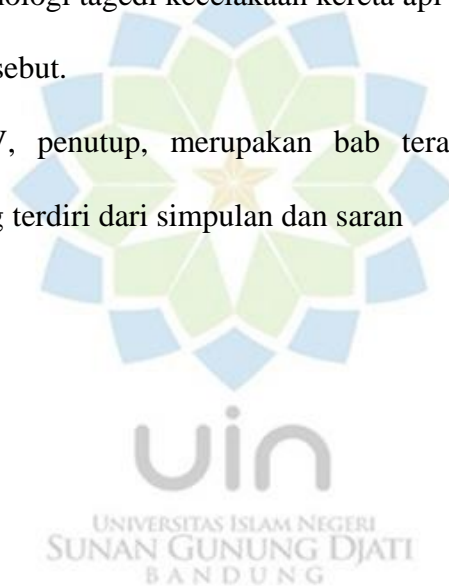 nologi tagedi kecelakaan kereta api
sebut.
V, penutup, merupakan bab tera
g terdiri dari simpulan dan saran
uin
UNIVERSITAS ISLAM NEGERI
SUNAN GUNUNG DJATI
BANDUNG